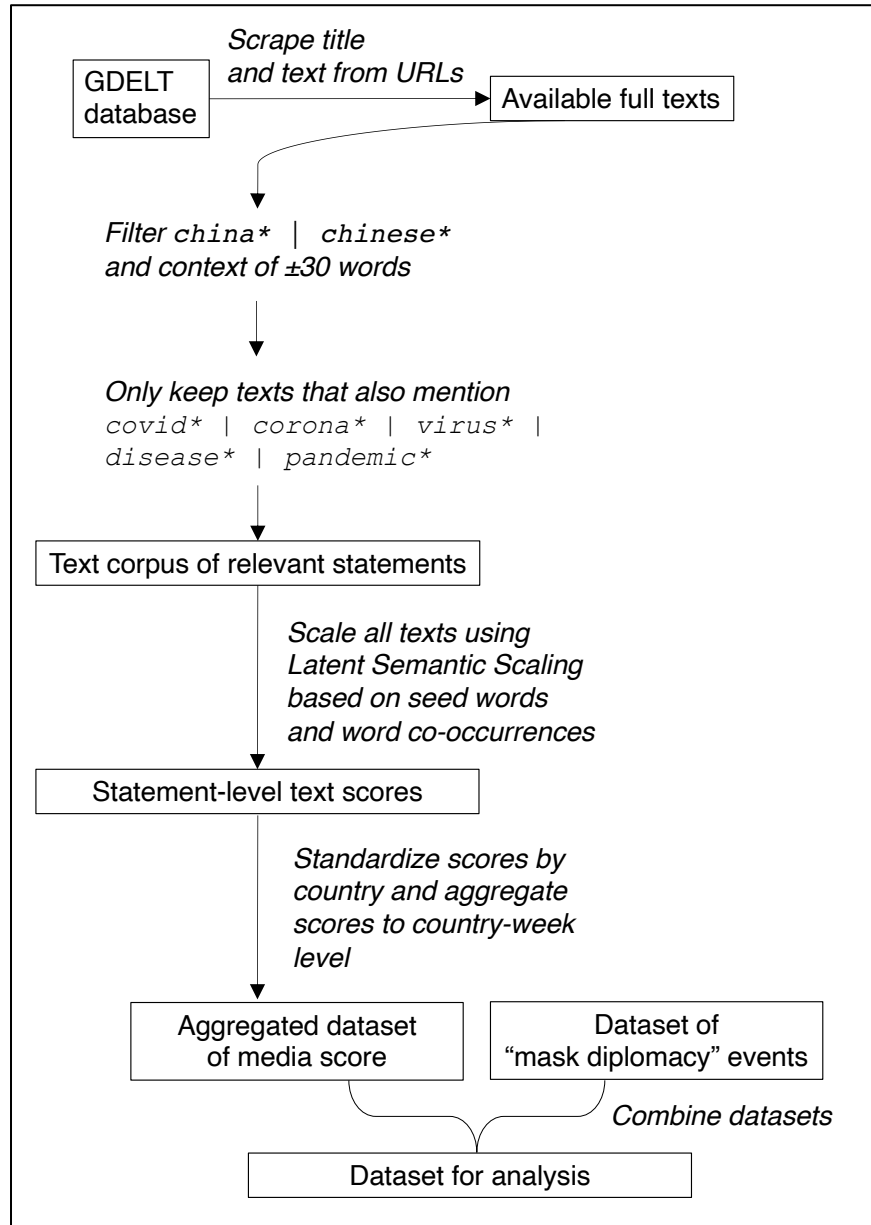 Scrape title
and text from URLs
GDELT
database
Available full texts
Filter china* | chinese*
and context of ±30 words
Only keep texts that also mention
covid* | corona* | virus* |
disease* | pandemic*
Text corpus of relevant statements
Scale all texts using
Latent Semantic Scaling
based on seed words
and word co-occurrences
Statement-level text scores
Standardize scores by
country and aggregate
scores to country-week
level
Aggregated dataset
of media score
Dataset of
“mask diplomacy” events
Combine datasets
Dataset for analysis